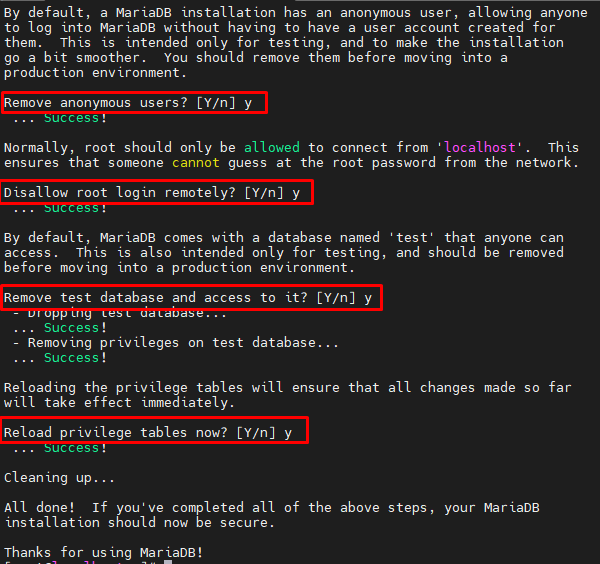 By default, a MariaDB installation has an anonymous user, allowing anyone
to log into MariaDB without having to have a user account created for
them.  This is intended only for testing, and to make the installation
go a bit smoother.  You should remove them before moving into a
production environment.
Remove anonymous users? [Y/n] y
 ... Success!
Normally, root should only be allowed to connect from 'localhost'.  This
ensures that someone cannot guess at the root password from the network.
Disallow root login remotely? [Y/n] y
 ... Success!
By default, MariaDB comes with a database named 'test' that anyone can
access.  This is also intended only for testing, and should be removed
before moving into a production environment.
Remove test database and access to it? [Y/n] y
 - Dropping test database...
 ... Success!
 - Removing privileges on test database...
 ... Success!
Reloading the privilege tables will ensure that all changes made so far
will take effect immediately.
Reload privilege tables now? [Y/n] y
 ... Success!
Cleaning up...
All done!  If you've completed all of the above steps, your MariaDB
installation should now be secure.
Thanks for using MariaDB!